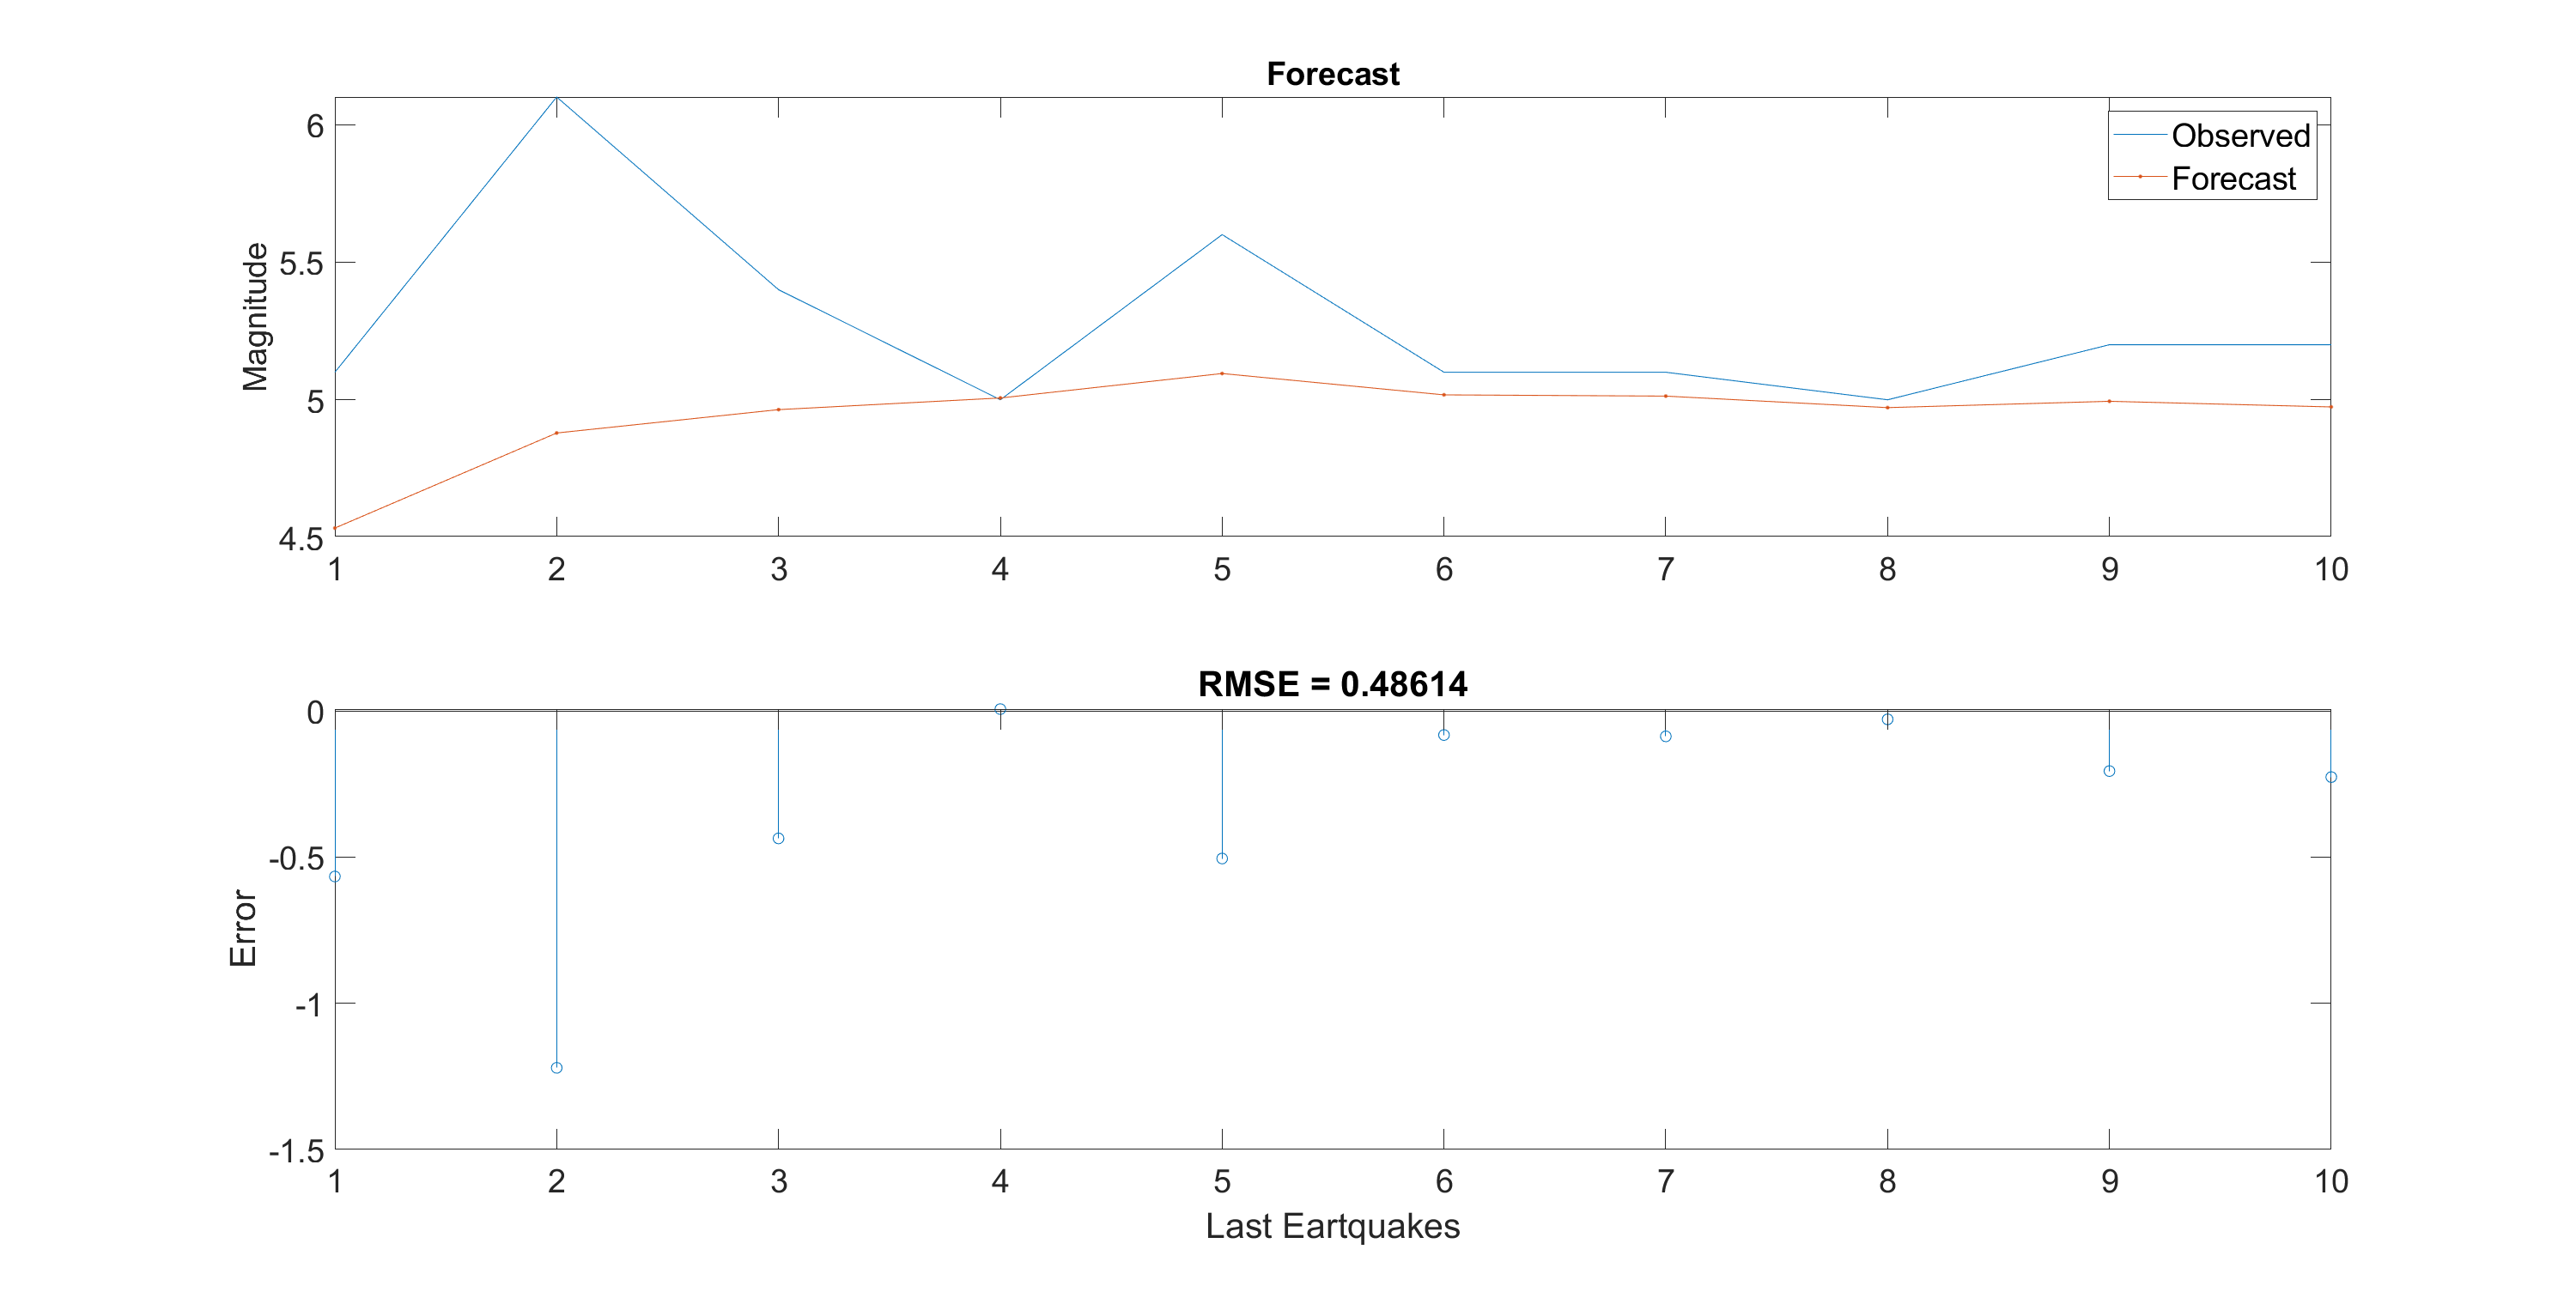 Forecast
6
5.5
5
4.5
Magnitude
Observed
Forecast
1 2 3 4 5 6 7 8 9 10
RMSE = 0.48614
0
-0.5
-1
-1.5
Error
1 2 3 4 5 6 7 8 9 10
Last Eartquakes